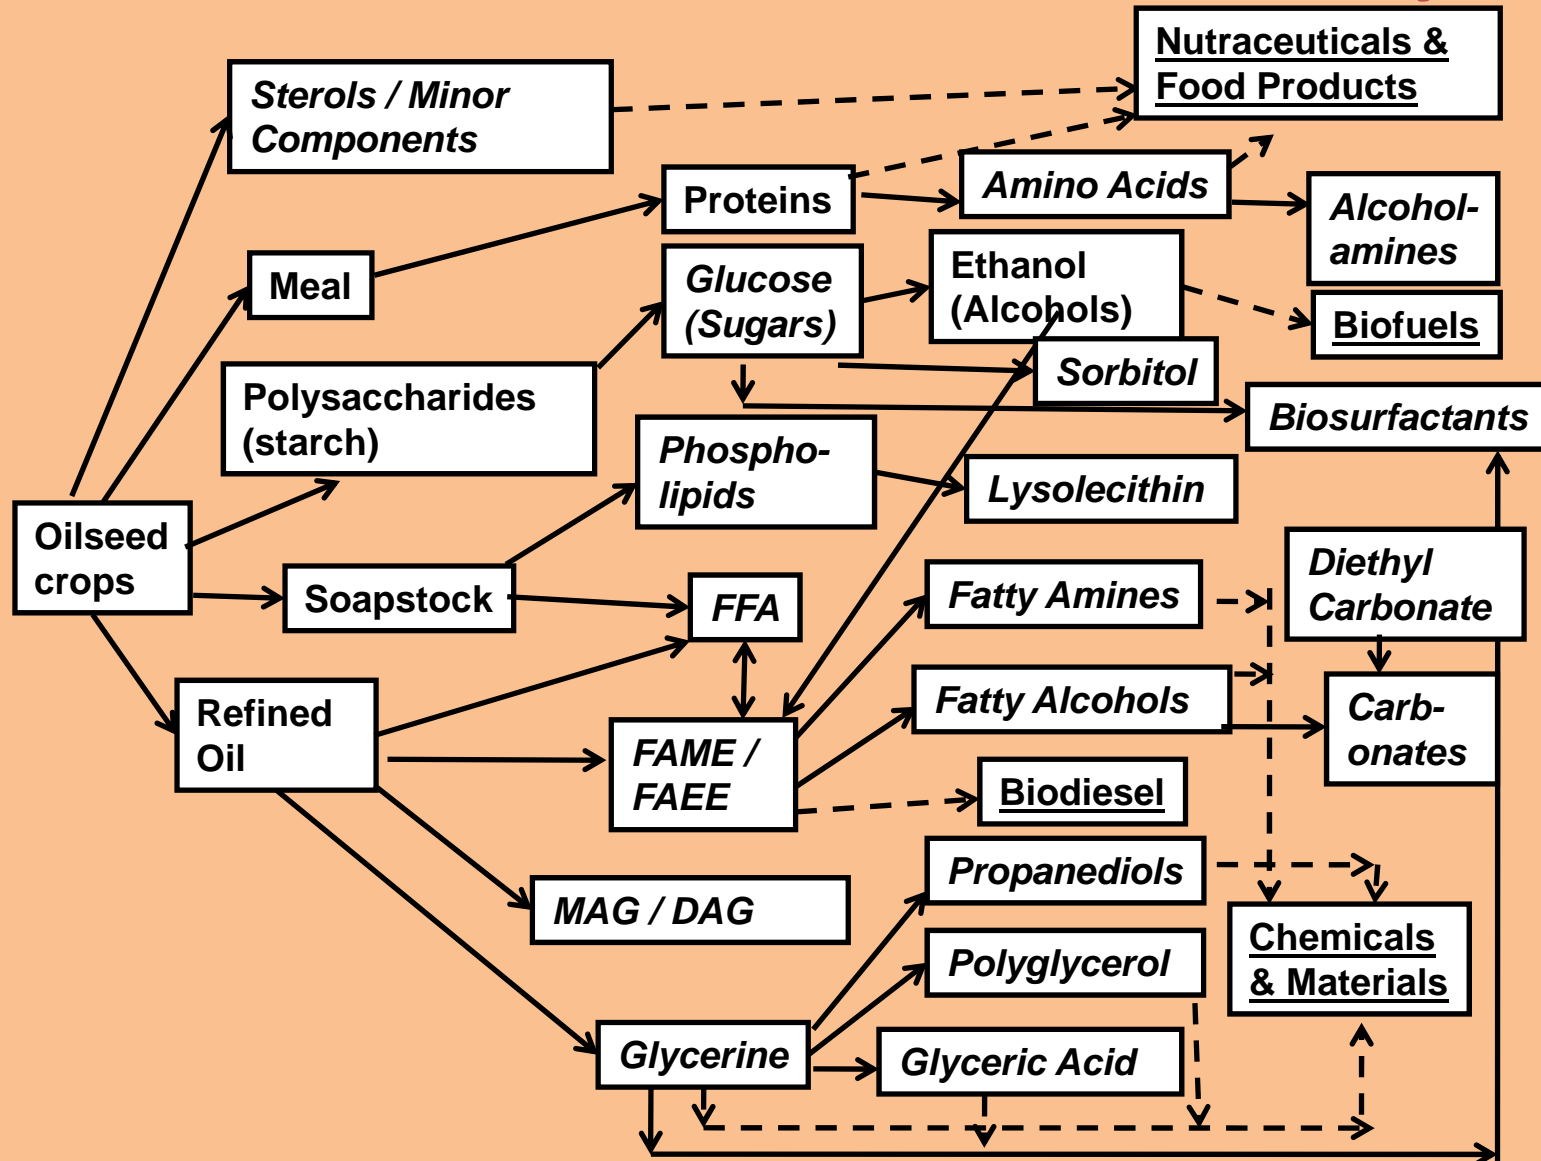 Nutraceuticals &
Food Products
Sterols / Minor
Components
Proteins
Amino Acids
Alcohol-
amines
Meal
Glucose
(Sugars)
Ethanol
(Alcohols)
Biofuels
Polysaccharides
(starch)
Sorbitol
Biosurfactants
Phospho-
lipids
Lysolecithin
Oilseed
crops
Soapstock
FFA
Fatty Amines
Diethyl
Carbonate
Refined
Oil
Fatty Alcohols
Carb-
onates
FAME /
FAEE
Biodiesel
Propanediols
MAG / DAG
Polyglycerol
Chemicals
& Materials
Glycerine
Glyceric Acid